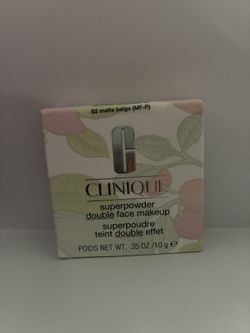 02 matte beige (MF-P)
CLINIQUE
superpowder
double face makeup
superpoudre
teint double effet
POIDS NET WT. .35 OZ/10 g e